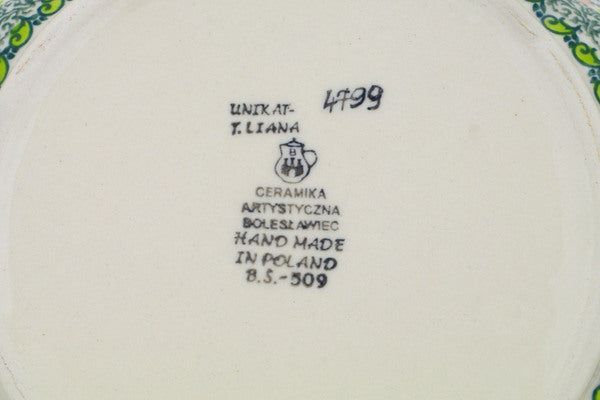 UNIKAT- 4799
T. LIANA
B
CERAMIKA
ARTYSTYCZNA
BOLESŁAWIEC
HAND MADE
IN POLAND
B.S.-509